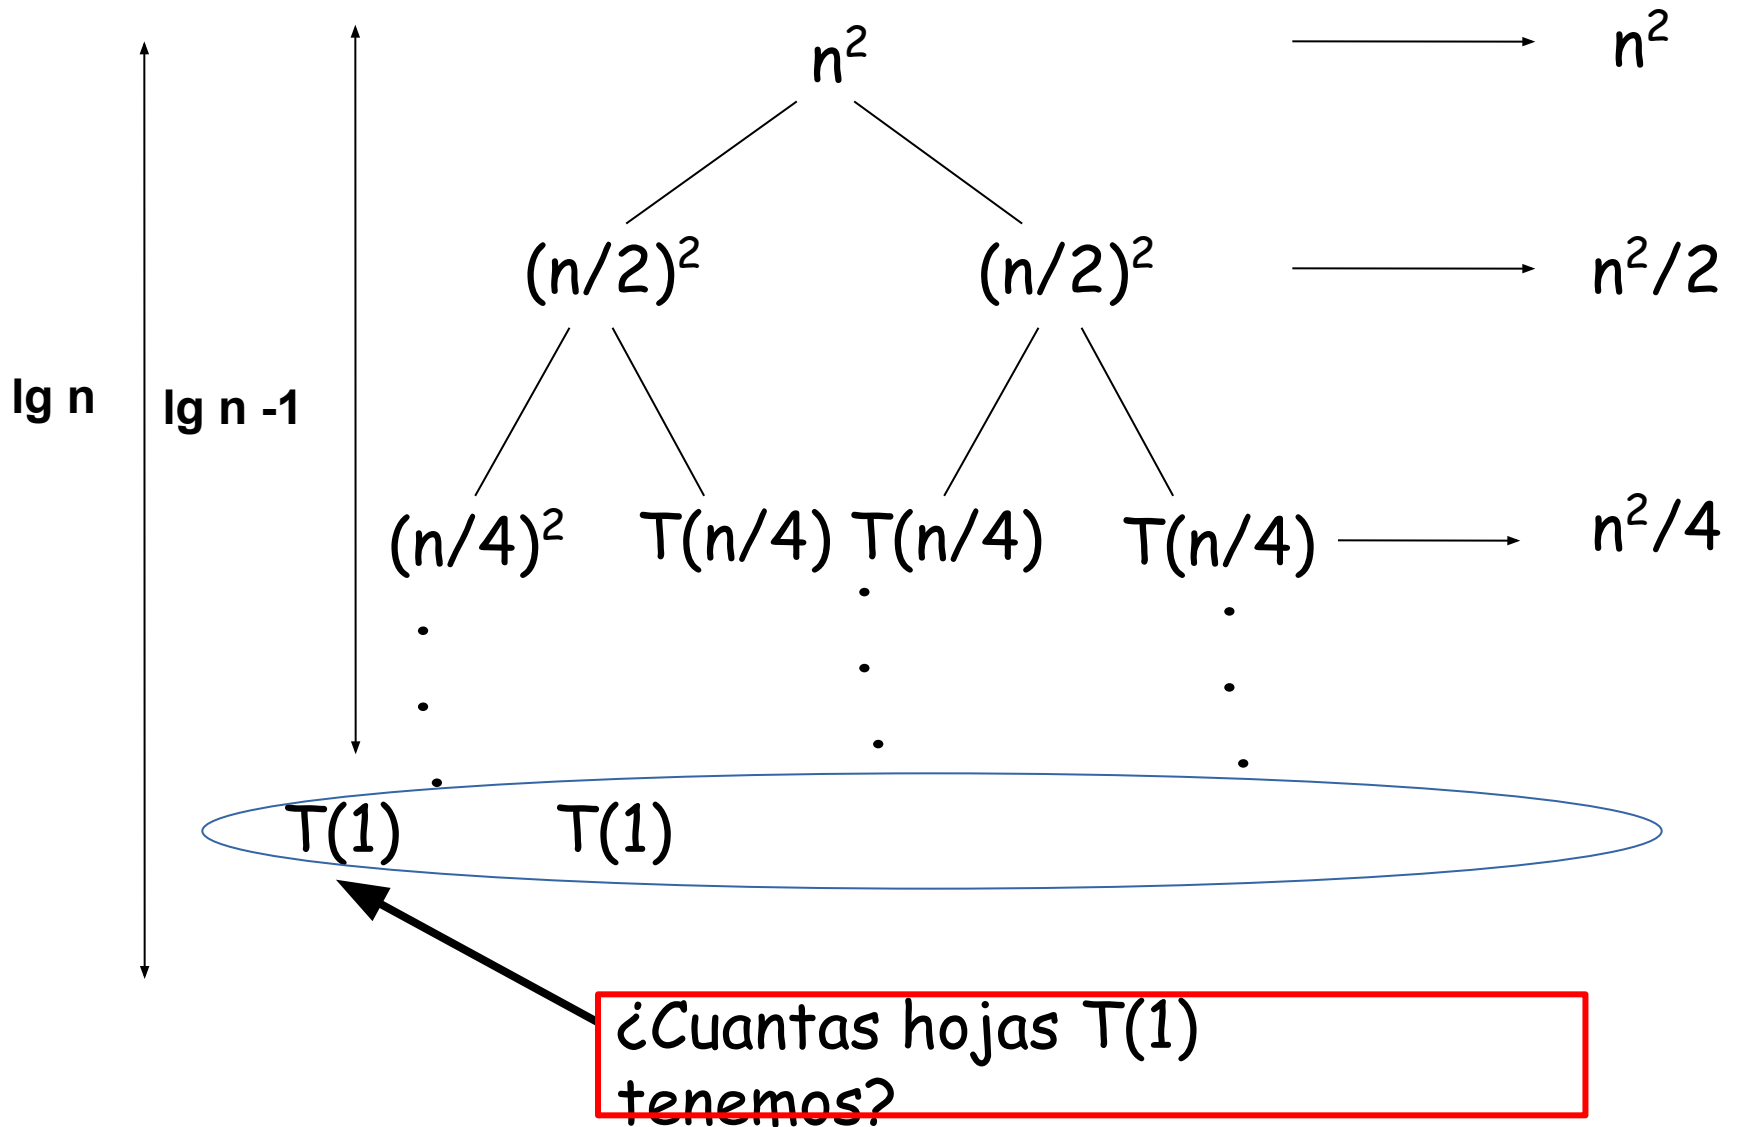 n²
n²
(n/2)²
(n/2)²
n²/2
lg n
lg n -1
(n/4)²
T(n/4)
T(n/4)
T(n/4)
n²/4
T(1)
T(1)
¿Cuantas hojas T(1)
tenemos?